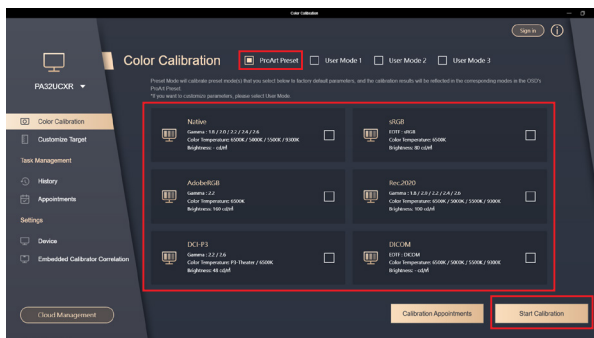 Color Calibration
Sign in
Color Calibration
ProArt Preset
User Mode 1
User Mode 2
User Mode 3
PA32UCXR
Preset Mode will calibrate preset mode(s) that you select below to factory default parameters, and the calibration results will be reflected in the corresponding modes in the OSD's
ProArt Preset.
*If you want to customize parameters, please select User Mode.
Color Calibration
Customize Target
Task Management
History
Appointments
Settings
Device
Embedded Calibrator Correlation
Cloud Management
Native
Gamma : 1.8 / 2.0 / 2.2 / 2.4 / 2.6
Color Temperature: 6500K / 5000K / 5500K / 9300K
Brightness: - cd/㎡
sRGB
EOTF : sRGB
Color Temperature: 6500K
Brightness: 80 cd/㎡
AdobeRGB
Gamma : 2.2
Color Temperature: 6500K
Brightness: 160 cd/㎡
Rec.2020
Gamma : 1.8 / 2.0 / 2.2 / 2.4 / 2.6
Color Temperature: 6500K / 5000K / 5500K / 9300K
Brightness: 100 cd/㎡
DCI-P3
Gamma : 2.2 / 2.6
Color Temperature: P3-Theater / 6500K
Brightness: 48 cd/㎡
DICOM
EOTF : DICOM
Color Temperature: 6500K / 5000K / 5500K / 9300K
Brightness: - cd/㎡
Calibration Appointments
Start Calibration